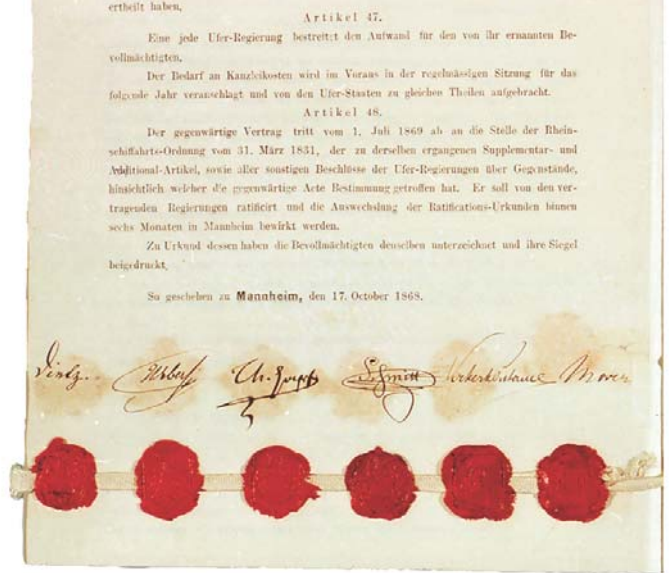 ertheilt haben.
Artikel 47.
Eine jede Ufer-Regierung bestreitet den Aufwand für den von ihr ernannten Be-
vollmächtigten.
Der Bedarf an Kanzleikosten wird im Voraus in der regelmässigen Sitzung für das
folgende Jahr veranschlagt und von den Ufer-Staaten zu gleichen Theilen aufgebracht.
Artikel 48.
Der gegenwärtige Vertrag tritt vom 1. Juli 1869 ab an die Stelle der Rhein-
schiffahrts-Ordnung vom 31. März 1831, der zu derselben ergangenen Supplementar- und
Additional-Artikel, sowie aller sonstigen Beschlüsse der Ufer-Regierungen über Gegenstände,
hinsichtlich welcher die gegenwärtige Acte Bestimmung getroffen hat. Er soll von den ver-
tragenden Regierungen ratificirt und die Auswechslung der Ratifications-Urkunden binnen
sechs Monaten in Mannheim bewirkt werden.
Zu Urkund dessen haben die Bevollmächtigten denselben unterzeichnet und ihre Siegel
beigedruckt.
So geschehen zu Mannheim, den 17. October 1868.
Dietz. Schmitt